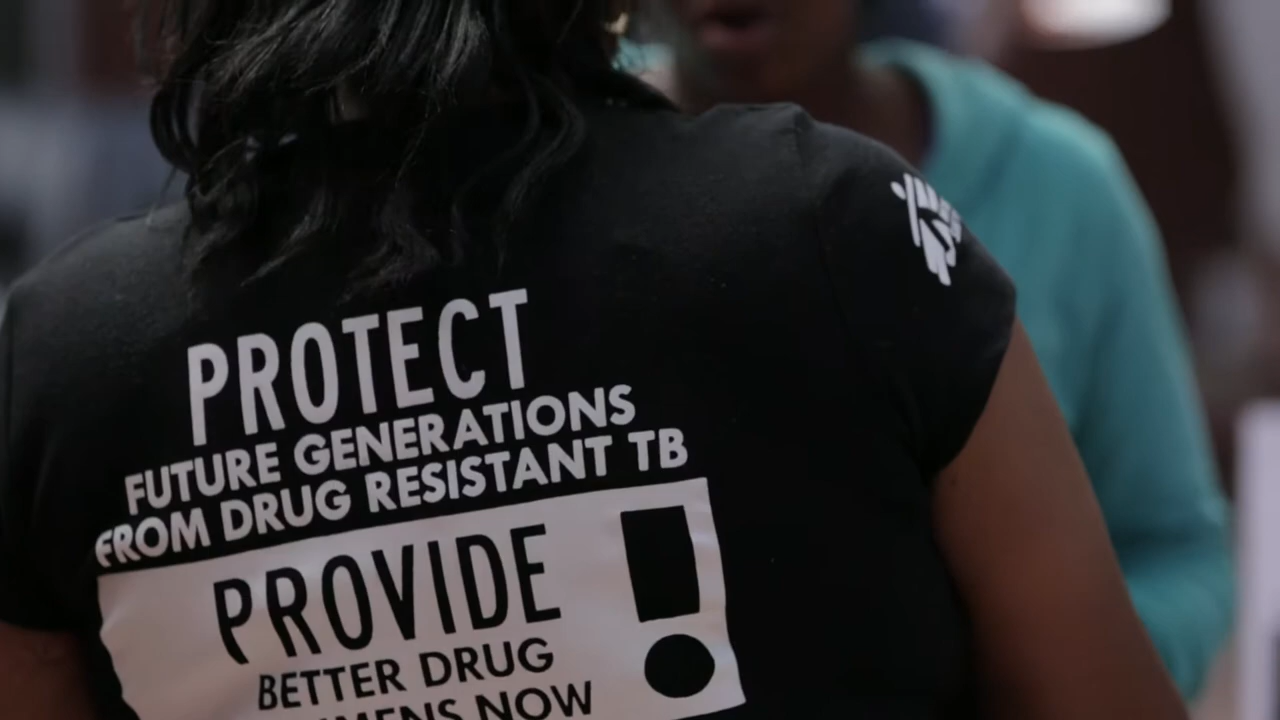 PROTECT
FUTURE GENERATIONS
FROM DRUG RESISTANT TB
PROVIDE !
BETTER DRUG
NOW